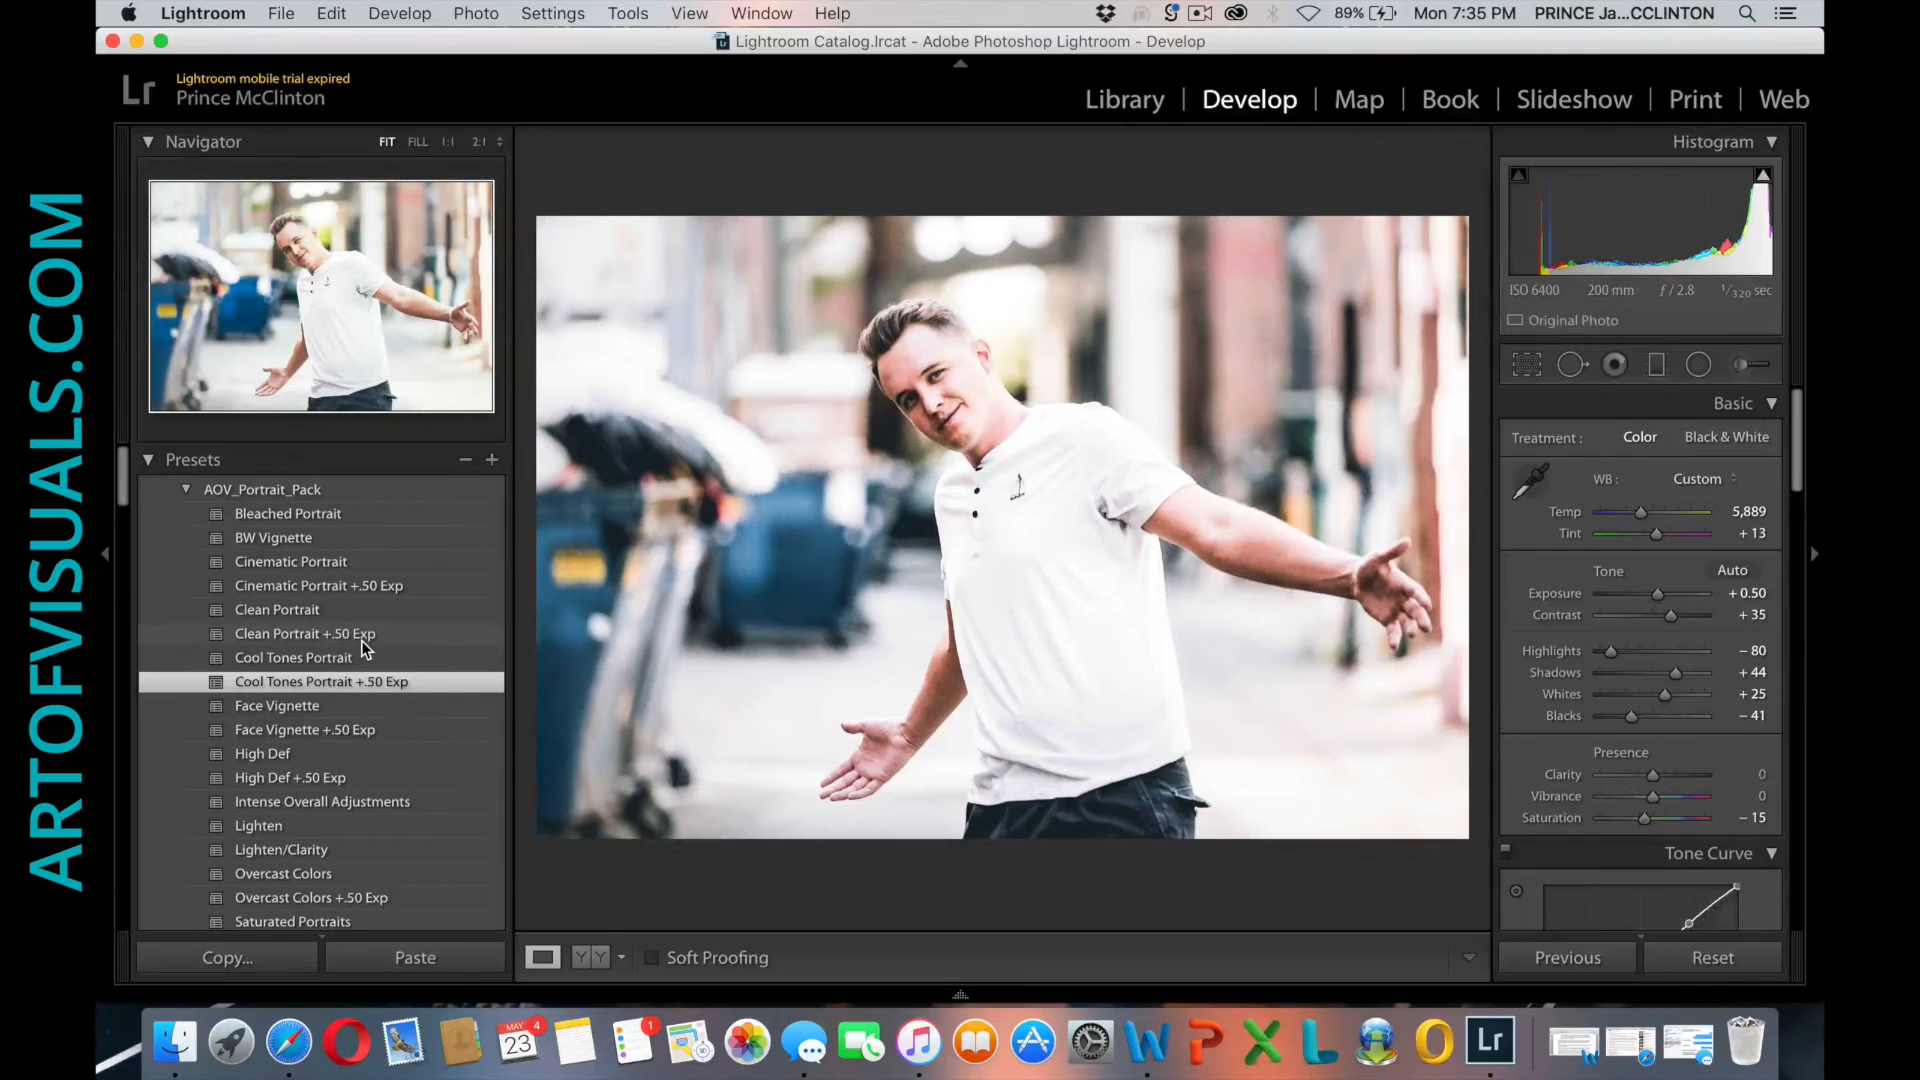 Lightroom File Edit Develop Photo Settings Tools View Window Help 89% Mon 7:35 PM PRINCE Ja...CCLINTON
Lightroom Catalog.lrcat - Adobe Photoshop Lightroom - Develop
Lr Lightroom mobile trial expired
Prince McClinton
Library | Develop | Map | Book | Slideshow | Print | Web
ARTOFVISUALS.COM
Navigator FIT FILL 1:1 2:1
Presets
AOV_Portrait_Pack
Bleached Portrait
BW Vignette
Cinematic Portrait
Cinematic Portrait +.50 Exp
Clean Portrait
Clean Portrait +.50 Exp
Cool Tones Portrait
Cool Tones Portrait +.50 Exp
Face Vignette
Face Vignette +.50 Exp
High Def
High Def +.50 Exp
Intense Overall Adjustments
Lighten
Lighten/Clarity
Overcast Colors
Overcast Colors +.50 Exp
Saturated Portraits
Copy... Paste
Y Y Soft Proofing
Histogram
ISO 6400 200 mm ƒ / 2.8 1/320 sec
Original Photo
Basic
Treatment : Color Black & White
WB : Custom
Temp 5,889
Tint + 13
Tone Auto
Exposure + 0.50
Contrast + 35
Highlights − 80
Shadows + 44
Whites + 25
Blacks − 41
Presence
Clarity 0
Vibrance 0
Saturation − 15
Tone Curve
Previous Reset
MAY 4
23
1
3D
Lr